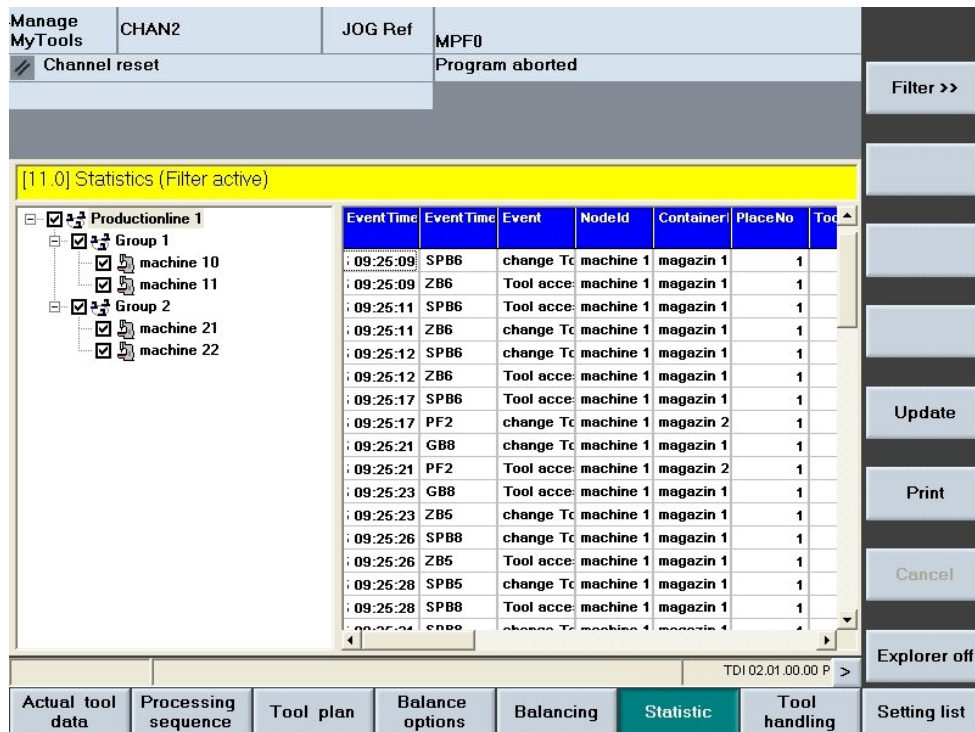 Manage
MyTools
CHAN2
JOG Ref
MPF0
Channel reset
Program aborted
Filter >>
[11.0] Statistics (Filter active)
Productionline 1
Group 1
machine 10
machine 11
Group 2
machine 21
machine 22
EventTime EventTime Event NodeId Container PlaceNo Too
09:25:09 SPB6 change To machine 1 magazin 1 1
09:25:09 ZB6 Tool acce machine 1 magazin 1 1
09:25:11 SPB6 Tool acce machine 1 magazin 1 1
09:25:11 ZB6 change To machine 1 magazin 1 1
09:25:12 SPB6 change To machine 1 magazin 1 1
09:25:12 ZB6 Tool acce machine 1 magazin 1 1
09:25:17 SPB6 Tool acce machine 1 magazin 1 1
09:25:17 PF2 change To machine 1 magazin 2 1
09:25:21 GB8 change To machine 1 magazin 1 1
09:25:21 PF2 Tool acce machine 1 magazin 2 1
09:25:23 GB8 Tool acce machine 1 magazin 1 1
09:25:23 ZB5 change To machine 1 magazin 1 1
09:25:26 SPB8 change To machine 1 magazin 1 1
09:25:26 ZB5 Tool acce machine 1 magazin 1 1
09:25:28 SPB5 change To machine 1 magazin 1 1
09:25:28 SPB8 Tool acce machine 1 magazin 1 1
Update
Print
Cancel
Explorer off
TDI 02.01.00.00 P >
Actual tool
data
Processing
sequence
Tool plan
Balance
options
Balancing
Statistic
Tool
handling
Setting list